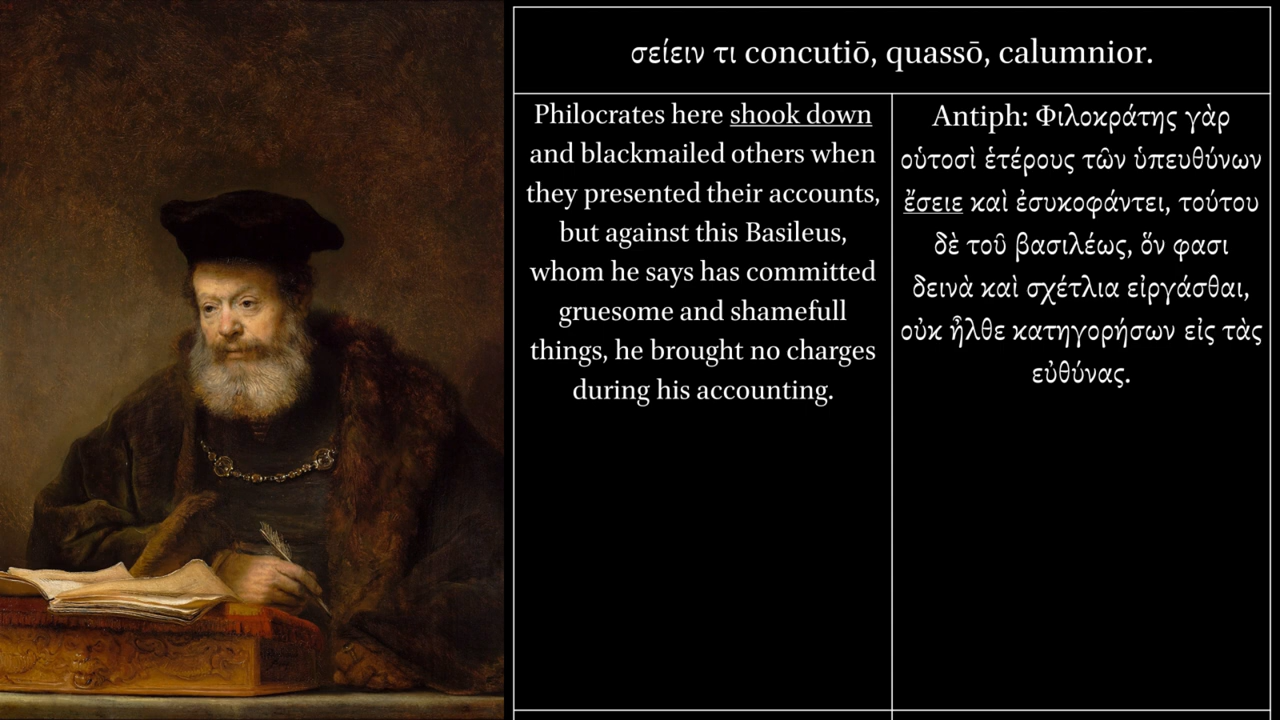 σείειν τι concutiō, quassō, calumnior.
Philocrates here shook down
and blackmailed others when
they presented their accounts,
but against this Basileus,
whom he says has committed
gruesome and shamefull
things, he brought no charges
during his accounting.
Antiph: Φιλοκράτης γὰρ
οὑτοσὶ ἑτέρους τῶν ὑπευθύνων
ἔσειε καὶ ἐσυκοφάντει, τούτου
δὲ τοῦ βασιλέως, ὅν φασι
δεινὰ καὶ σχέτλια εἰργάσθαι,
οὐκ ἦλθε κατηγορήσων εἰς τὰς
εὐθύνας.